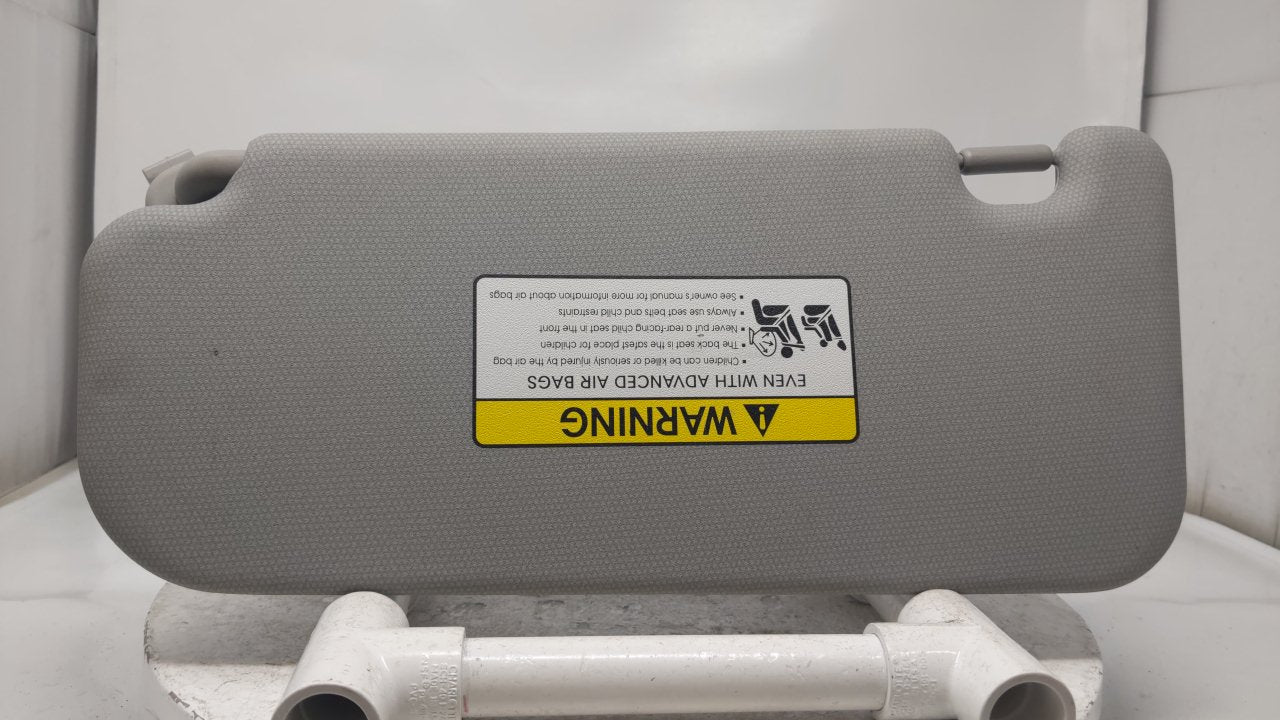 WARNING
EVEN WITH ADVANCED AIR BAGS
• Children can be killed or seriously injured by the air bag
• The back seat is the safest place for children
• Never put a rear-facing child seat in the front
• Always use seat belts and child restraints
• See owner's manual for more information about air bags